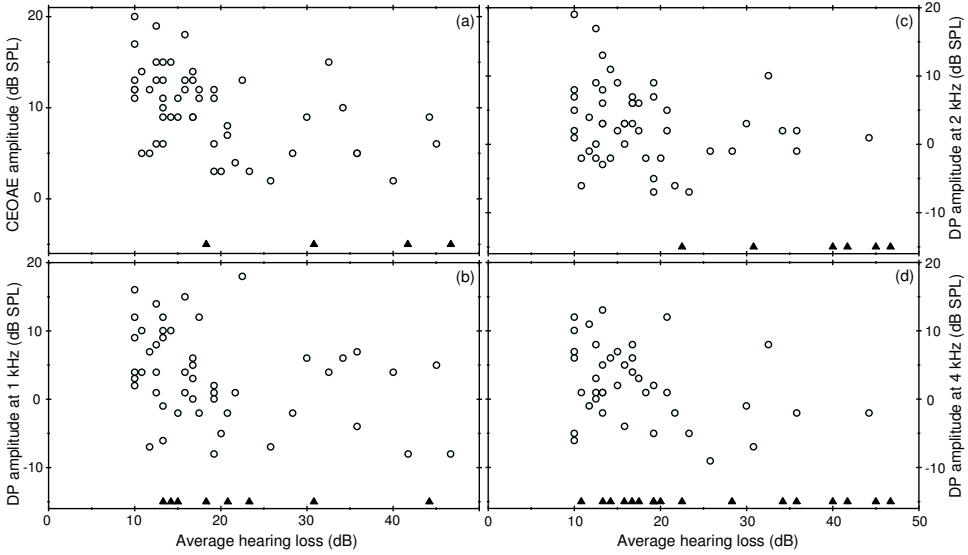 20
10
0
CEOAE amplitude (dB SPL)
(a)
(c)
20
10
0
-10
DP amplitude at 2 kHz (dB SPL)
20
10
0
-10
DP amplitude at 1 kHz (dB SPL)
(b)
(d)
20
10
0
-10
DP amplitude at 4 kHz (dB SPL)
0 10 20 30 40 0 10 20 30 40 50
Average hearing loss (dB) Average hearing loss (dB)